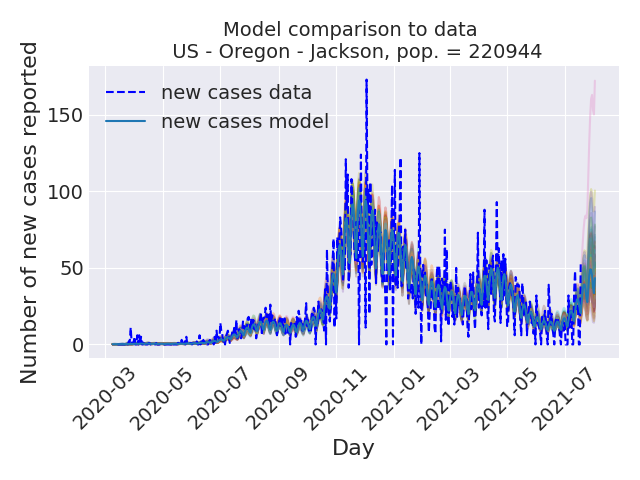 Model comparison to data
US - Oregon - Jackson, pop. = 220944
Number of new cases reported
150
100
50
0
new cases data
new cases model
2020-03
2020-05
2020-07
2020-09
2020-11
2021-01
2021-03
2021-05
2021-07
Day